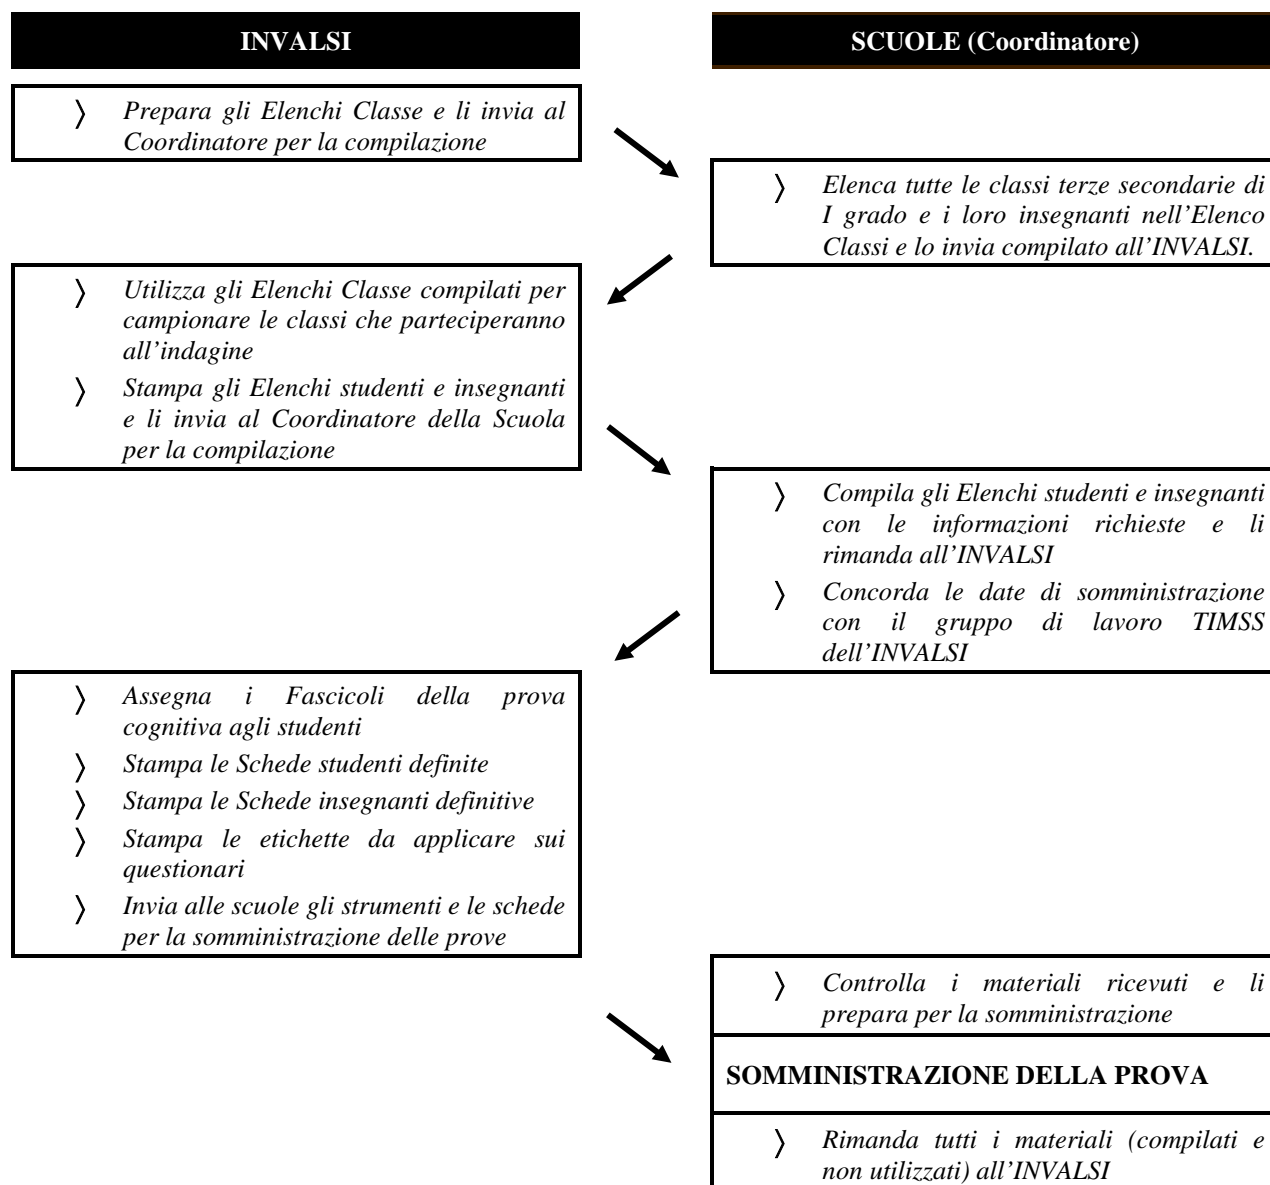 INVALSI
SCUOLE (Coordinatore)
〉 Prepara gli Elenchi Classe e li invia al
Coordinatore per la compilazione
〉 Elenca tutte le classi terze secondarie di
I grado e i loro insegnanti nell’Elenco
Classi e lo invia compilato all’INVALSI.
〉 Utilizza gli Elenchi Classe compilati per
campionare le classi che parteciperanno
all’indagine
〉 Stampa gli Elenchi studenti e insegnanti
e li invia al Coordinatore della Scuola
per la compilazione
〉 Compila gli Elenchi studenti e insegnanti
con le informazioni richieste e li
rimanda all’INVALSI
〉 Concorda le date di somministrazione
con il gruppo di lavoro TIMSS
dell’INVALSI
〉 Assegna i Fascicoli della prova
cognitiva agli studenti
〉 Stampa le Schede studenti definite
〉 Stampa le Schede insegnanti definitive
〉 Stampa le etichette da applicare sui
questionari
〉 Invia alle scuole gli strumenti e le schede
per la somministrazione delle prove
〉 Controlla i materiali ricevuti e li
prepara per la somministrazione
SOMMINISTRAZIONE DELLA PROVA
〉 Rimanda tutti i materiali (compilati e
non utilizzati) all’INVALSI